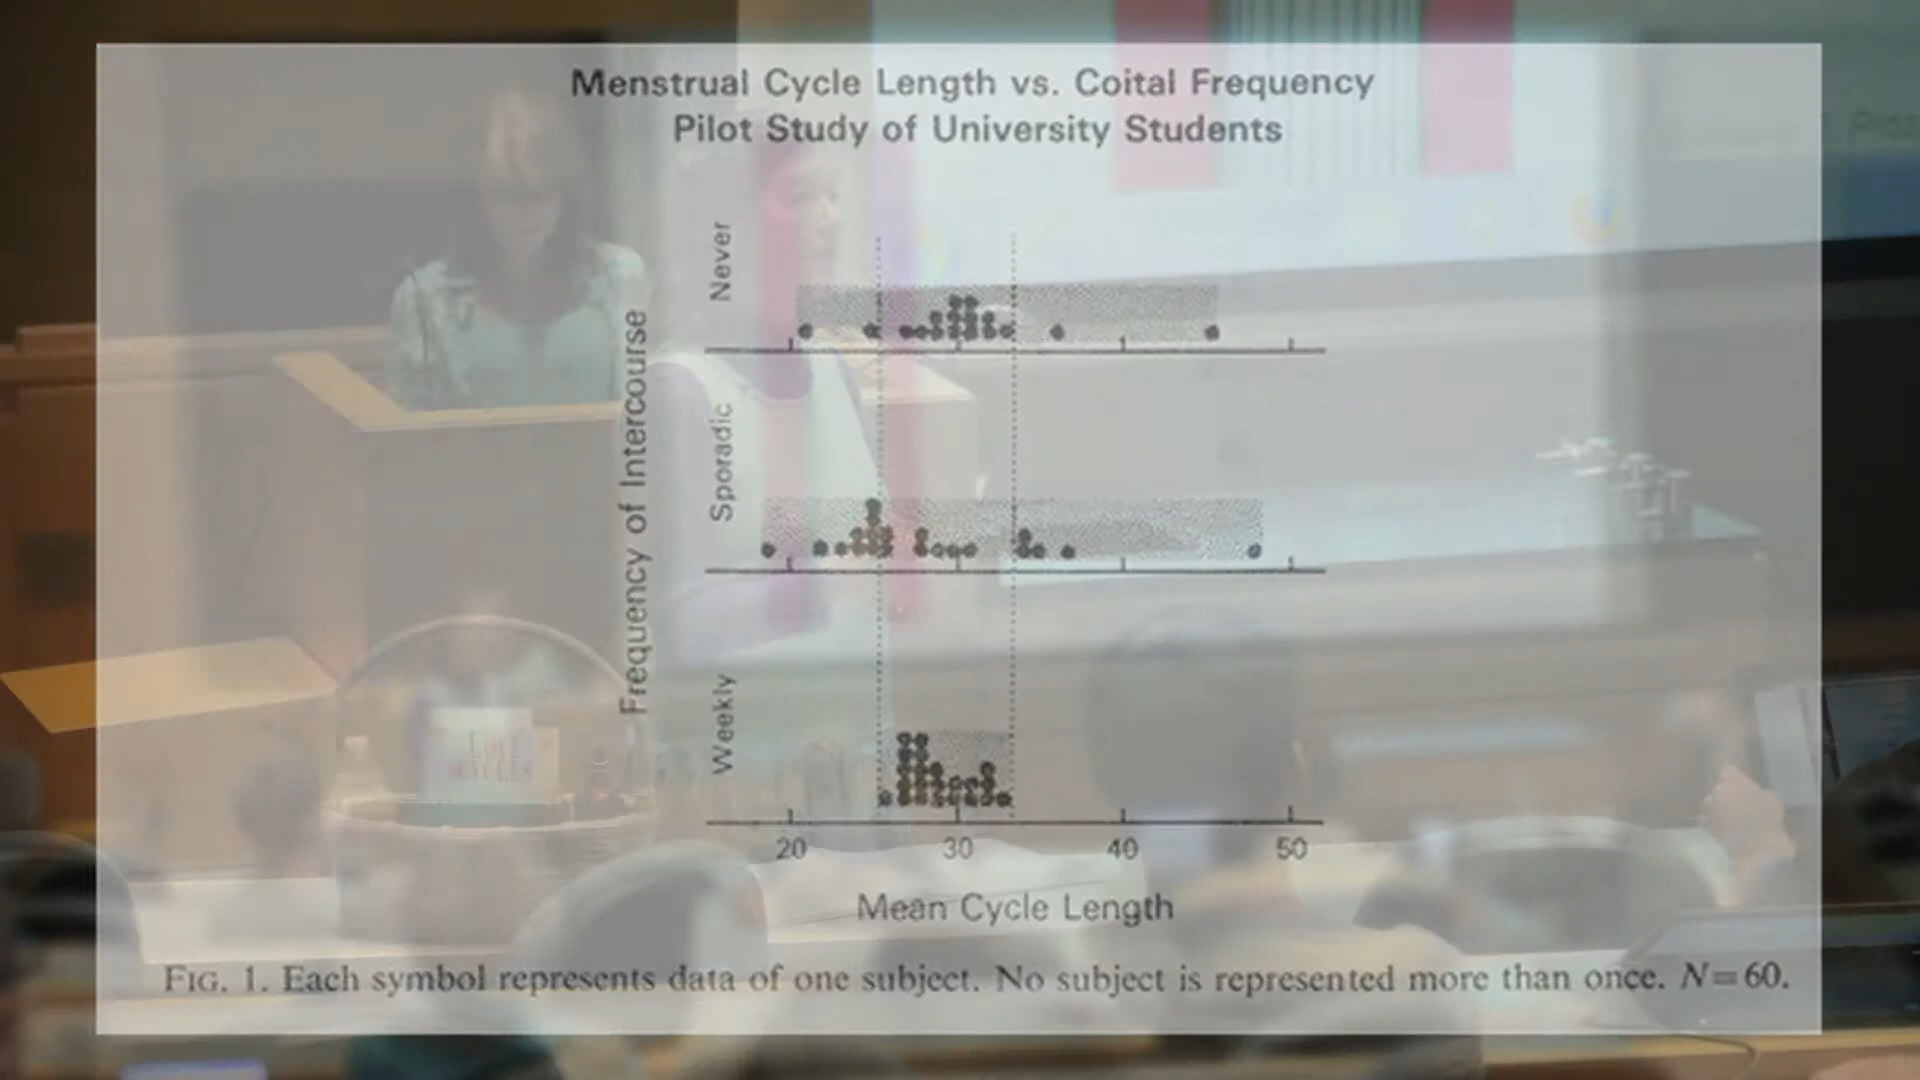 Menstrual Cycle Length vs. Coital Frequency
Pilot Study of University Students
Frequency of Intercourse
Never
Sporadic
Weekly
20 30 40 50
Mean Cycle Length
FIG. 1. Each symbol represents data of one subject. No subject is represented more than once. N=60.